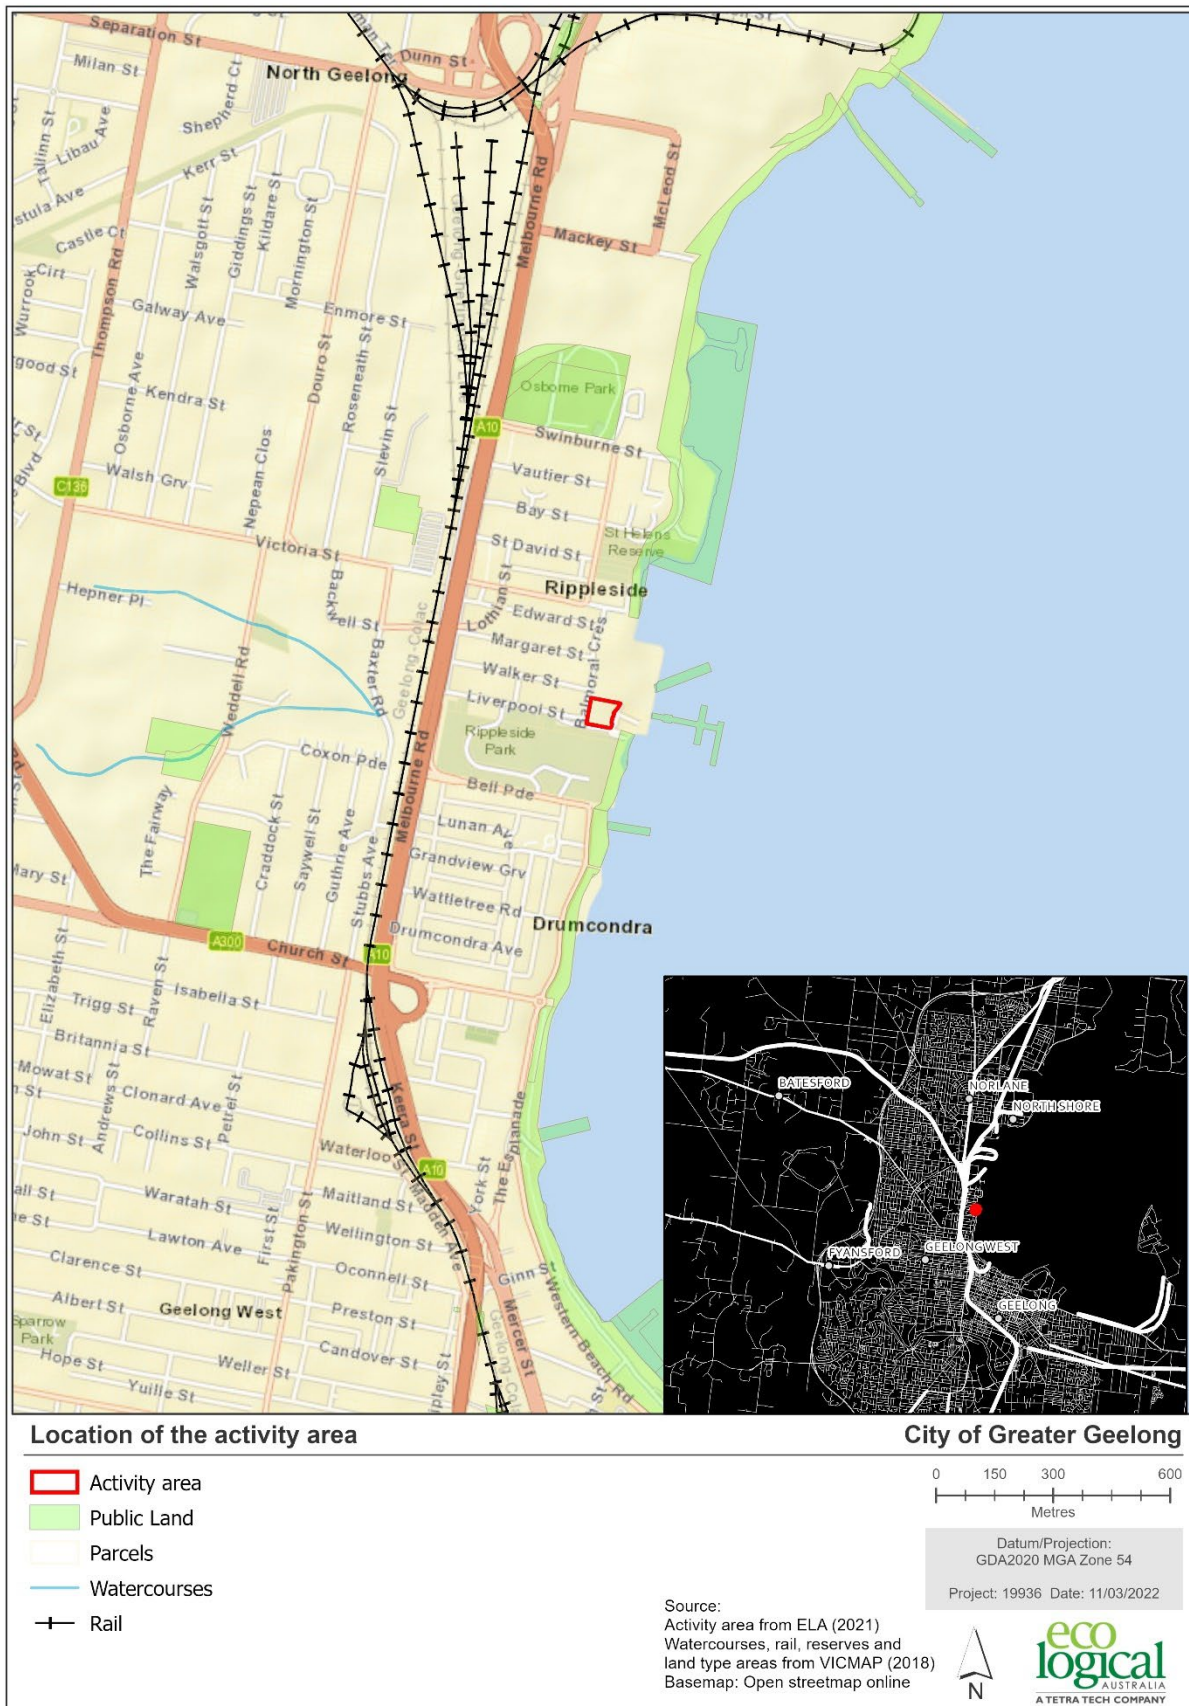 Separation St
Milan St
North Geelong
Dunn St
Shepherd Ct
Tallinn St
Libau Ave
Kerr St
Melbourne Rd
McLeod St
Castle Ct
Thompson Rd
Walsgott St
Giddings St
Kildare St
Mornington St
Mackey St
Cirt
Wurrook
Galway Ave
Enmore St
Douro St
Roseneath St
Kendra St
Osborne Ave
Osborne Park
Slevin St
A10
Swinburne St
Walsh Grv
Nepean Clos
Vautier St
C136
Bay St
Victoria St
St David St
St Helens
Reserve
Hepner Pl
Backwell St
Lothian St
Rippleside
Edward St
Geelong-Colac
Baxter Rd
Margaret St
Balmoral Cres
Walker St
Weddell Rd
Liverpool St
Rippleside
Park
Coxon Pde
Melbourne Rd
Bell Pde
The Fairway
Craddock St
Saywell St
Guthrie Ave
Stubbs Ave
Lunan Ave
Grandview Grv
Mary St
Wattletree Rd
Drumcondra
Drumcondra Ave
A300
Church St
A10
Elizabeth St
Raven St
Isabella St
Trigg St
Britannia St
Mowat St
Clonard Ave
Andrews St
Petrel St
Keera St
John St
Collins St
Waterloo St
A10
York St
The Esplanade
Waratah St
Maitland St
Madden Ave
First St
Pakington St
Wellington St
Lawton Ave
Clarence St
Oconnell St
Ginn
Albert St
Geelong West
Preston St
Mercer St
Western Beach Rd
Sparrow
Park
Hope St
Weller St
Candover St
Yuille St
BATESFORD
NORLANE
NORTH SHORE
FYANSFORD
GEELONG WEST
GEELONG
Location of the activity area
City of Greater Geelong
Activity area
Public Land
Parcels
Watercourses
Rail
0 150 300 600
Metres
Datum/Projection:
GDA2020 MGA Zone 54
Project: 19936 Date: 11/03/2022
Source:
Activity area from ELA (2021)
Watercourses, rail, reserves and
land type areas from VICMAP (2018)
Basemap: Open streetmap online
N
eco
logical
AUSTRALIA
A TETRA TECH COMPANY